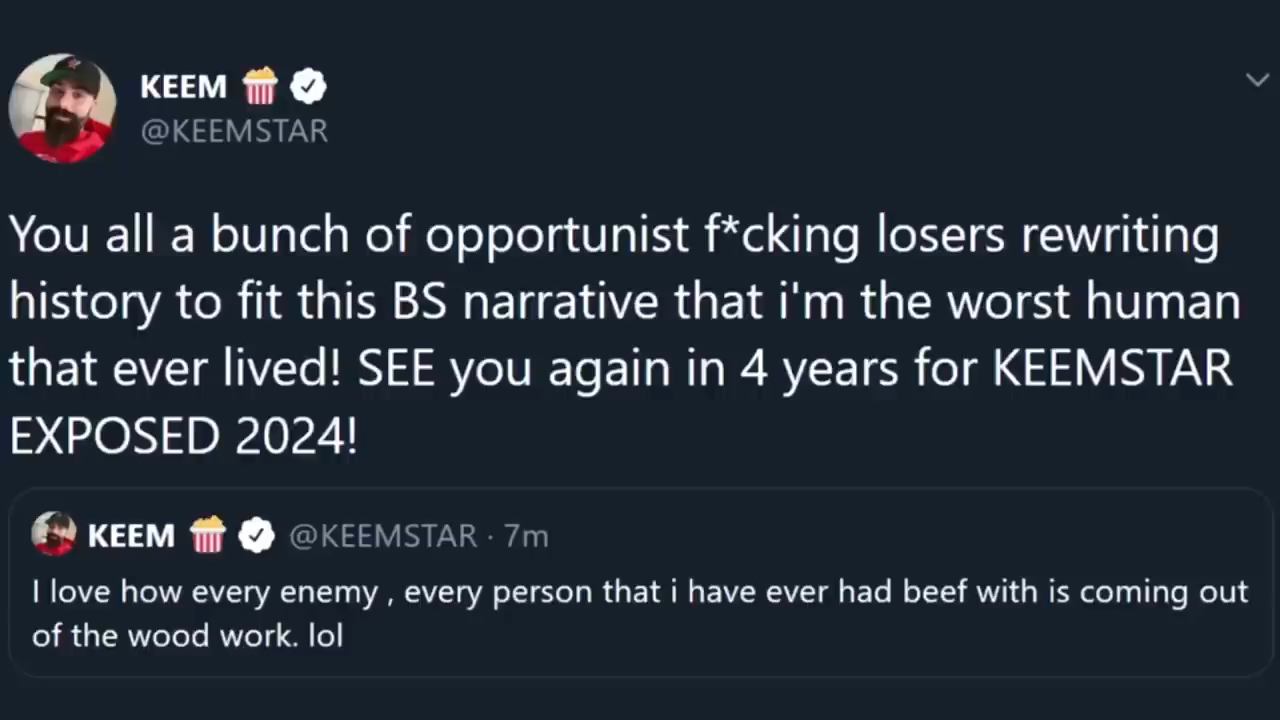 KEEM 🍿
@KEEMSTAR
You all a bunch of opportunist f*cking losers rewriting
history to fit this BS narrative that i'm the worst human
that ever lived! SEE you again in 4 years for KEEMSTAR
EXPOSED 2024!
KEEM 🍿 @KEEMSTAR · 7m
I love how every enemy , every person that i have ever had beef with is coming out
of the wood work. lol